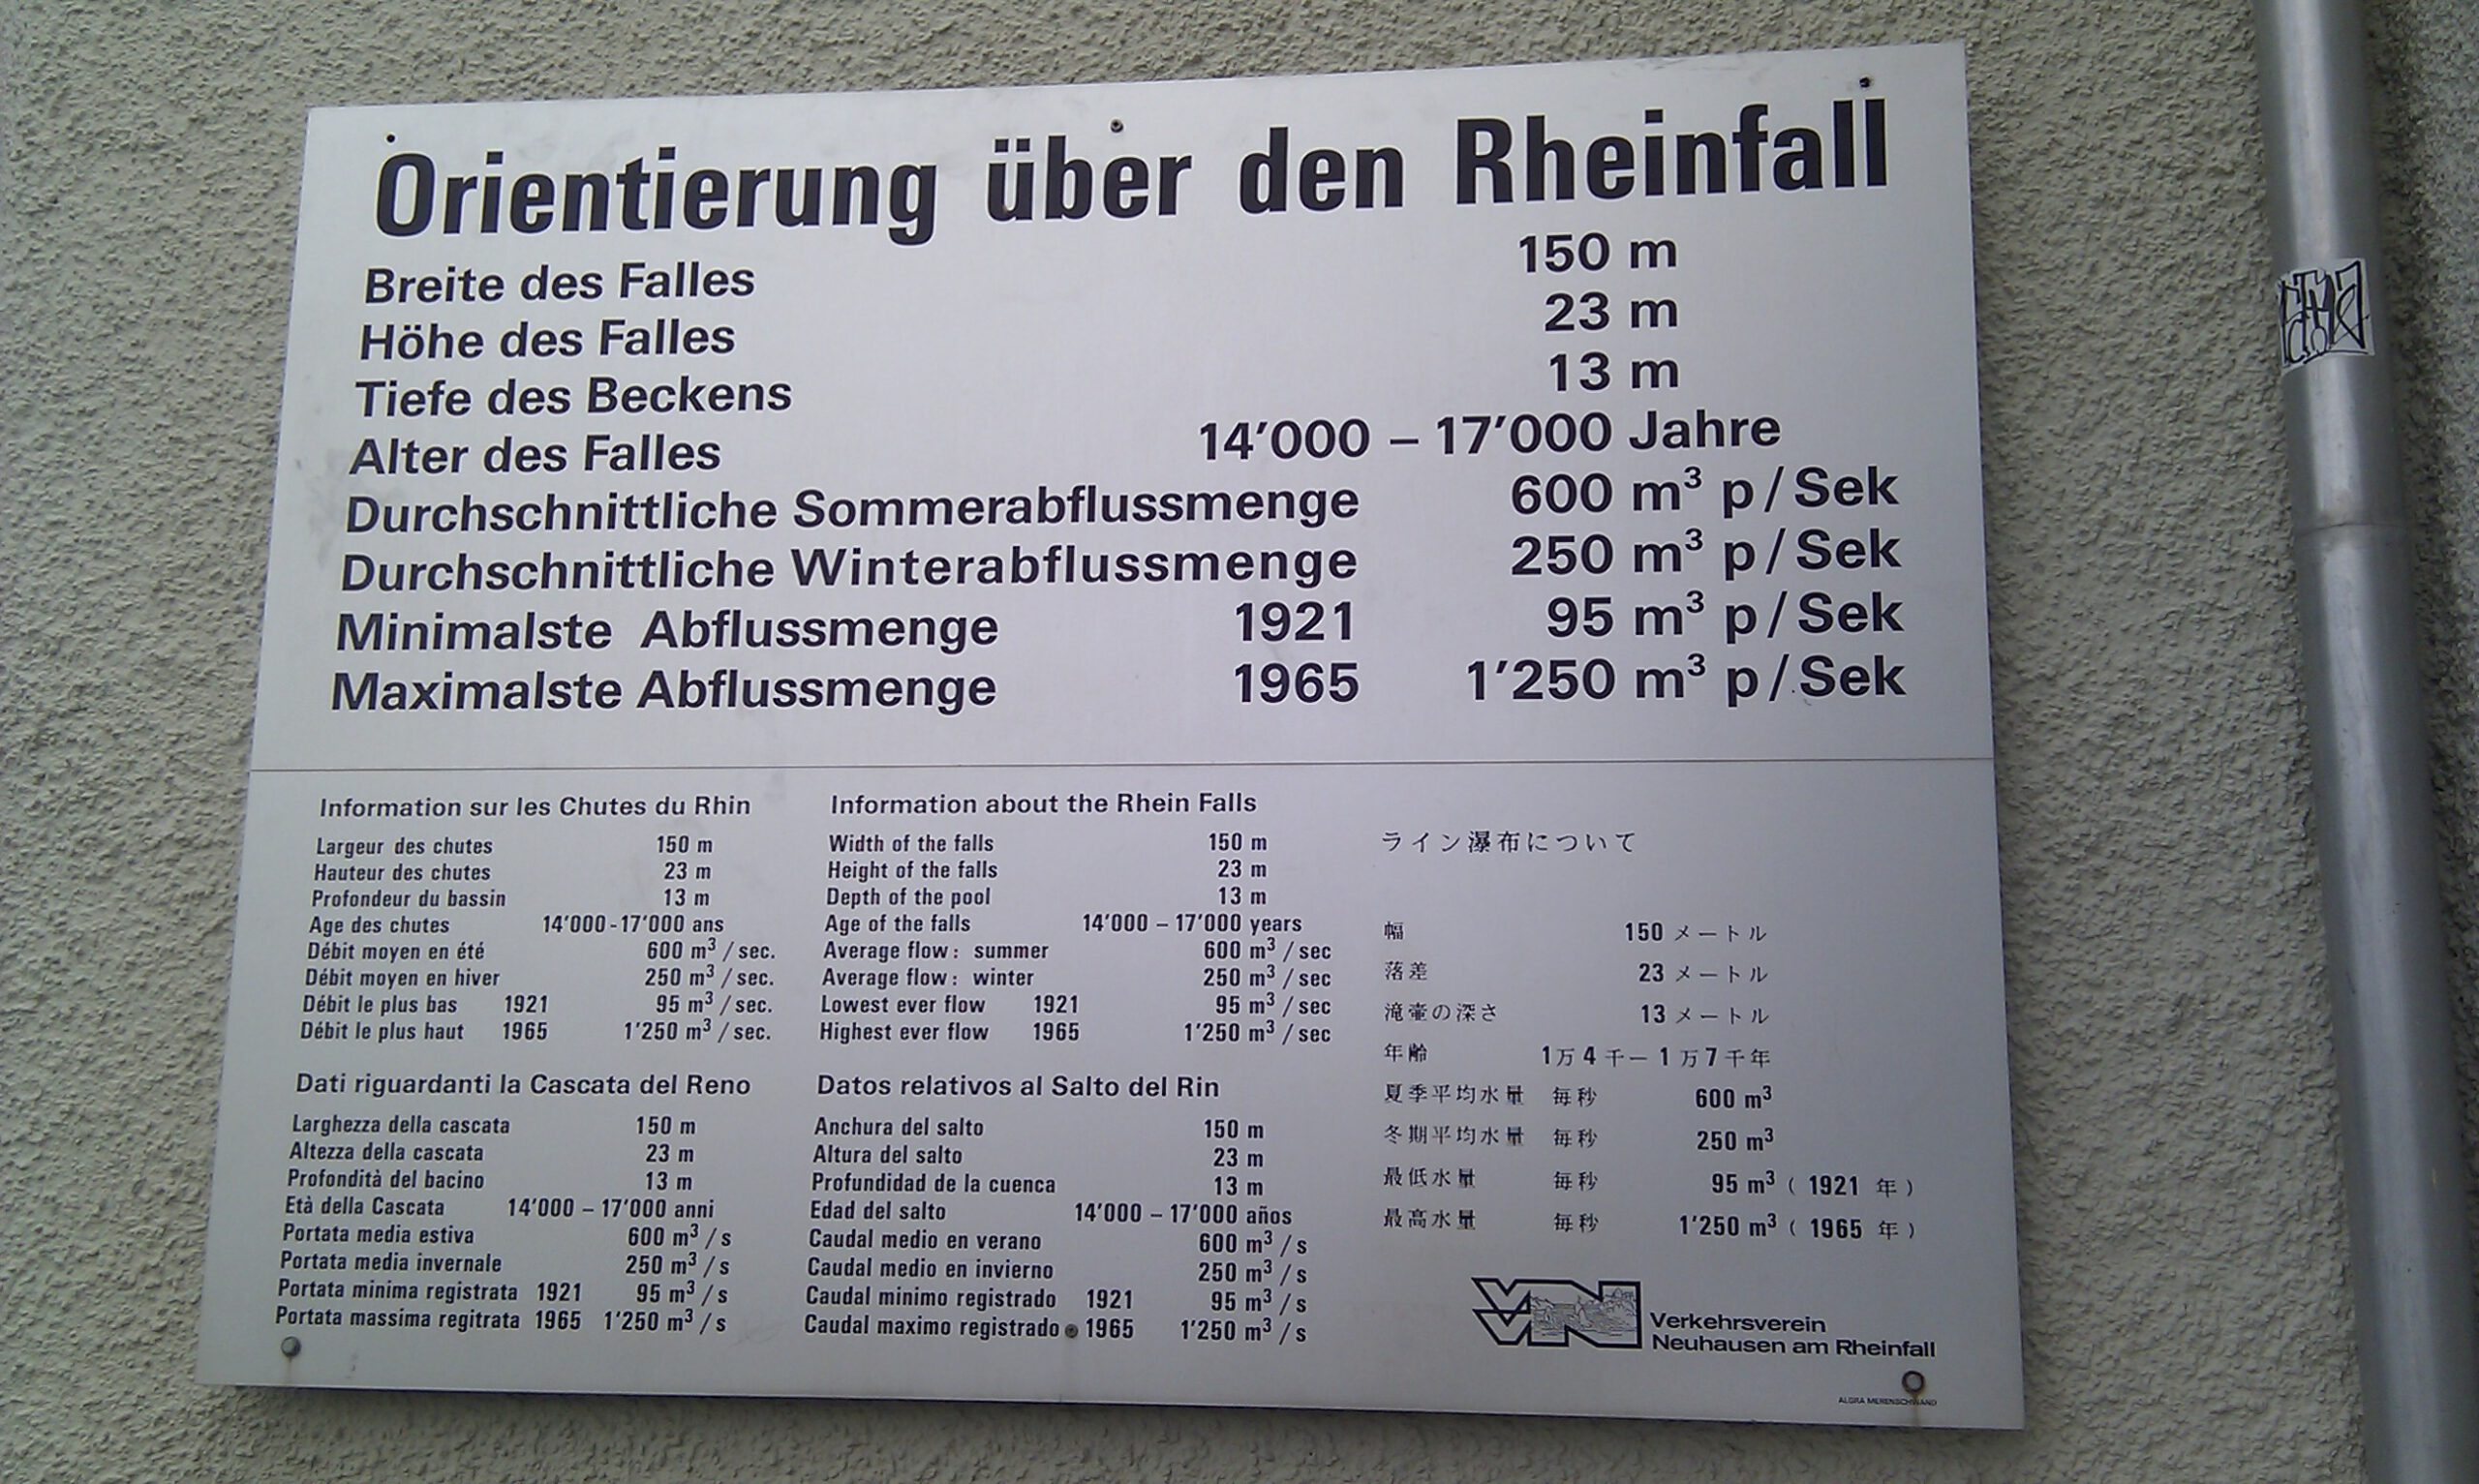 Orientierung über den Rheinfall
Breite des Falles 150 m
Höhe des Falles 23 m
Tiefe des Beckens 13 m
Alter des Falles 14’000 – 17’000 Jahre
Durchschnittliche Sommerabflussmenge 600 m³ p/Sek
Durchschnittliche Winterabflussmenge 250 m³ p/Sek
Minimalste Abflussmenge 1921 95 m³ p/Sek
Maximalste Abflussmenge 1965 1’250 m³ p/Sek
Information sur les Chutes du Rhin
Largeur des chutes 150 m
Hauteur des chutes 23 m
Profondeur du bassin 13 m
Age des chutes 14’000-17’000 ans
Débit moyen en été 600 m³/sec.
Débit moyen en hiver 250 m³/sec.
Débit le plus bas 1921 95 m³/sec.
Débit le plus haut 1965 1’250 m³/sec.
Information about the Rhein Falls
Width of the falls 150 m
Height of the falls 23 m
Depth of the pool 13 m
Age of the falls 14’000 – 17’000 years
Average flow: summer 600 m³/sec
Average flow: winter 250 m³/sec
Lowest ever flow 1921 95 m³/sec
Highest ever flow 1965 1’250 m³/sec
Dati riguardanti la Cascata del Reno
Larghezza della cascata 150 m
Altezza della cascata 23 m
Profondità del bacino 13 m
Età della Cascata 14’000 – 17’000 anni
Portata media estiva 600 m³/s
Portata media invernale 250 m³/s
Portata minima registrata 1921 95 m³/s
Portata massima regitrata 1965 1’250 m³/s
Datos relativos al Salto del Rin
Anchura del salto 150 m
Altura del salto 23 m
Profundidad de la cuenca 13 m
Edad del salto 14’000 – 17’000 años
Caudal medio en verano 600 m³/s
Caudal medio en invierno 250 m³/s
Caudal minimo registrado 1921 95 m³/s
Caudal maximo registrado 1965 1’250 m³/s
ライン瀑布について
幅 150 メートル
落差 23 メートル
滝壷の深さ 13 メートル
年齢 1万4千ー1万7千年
夏季平均水量 毎秒 600 m³
冬期平均水量 毎秒 250 m³
最低水量 毎秒 95 m³ (1921 年)
最高水量 毎秒 1’250 m³ (1965 年)
VVN
Verkehrsverein
Neuhausen am Rheinfall
ALGRA MERENSCHWAND